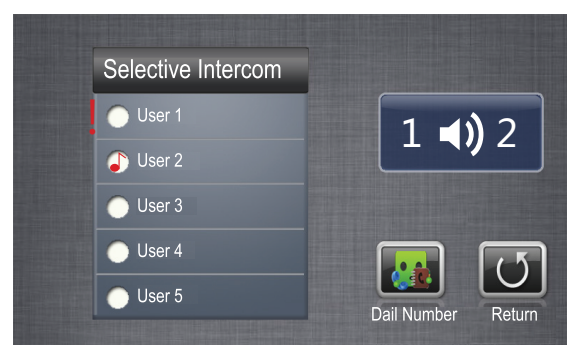 Selective Intercom
! User 1
User 2
User 3
User 4
User 5
1 2
Dail Number
Return